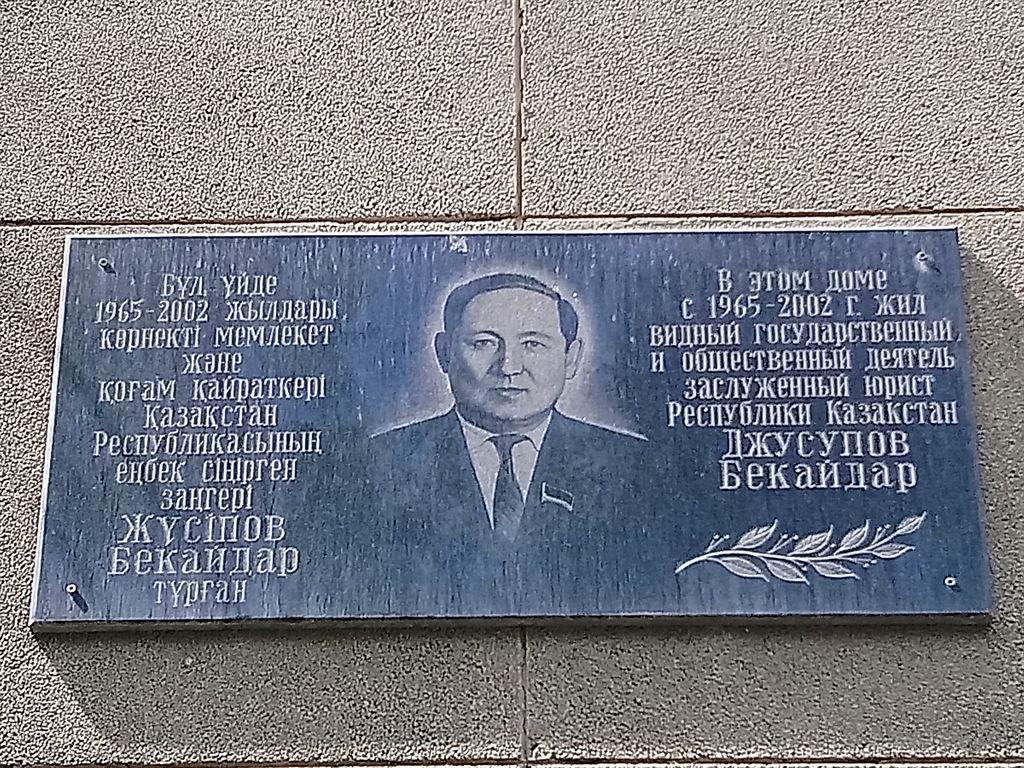 Бұл үйде
1965-2002 жылдары
көрнекті мемлекет
және
қоғам қайраткері
Қазақстан
Республикасының
еңбек сіңірген
заңгері
Жүсіпов
Бекайдар
тұрған
В этом доме
с 1965-2002 г. жил
видный государственный
и общественный деятель
заслуженный юрист
Республики Казакстан
Джусупов
Бекайдар